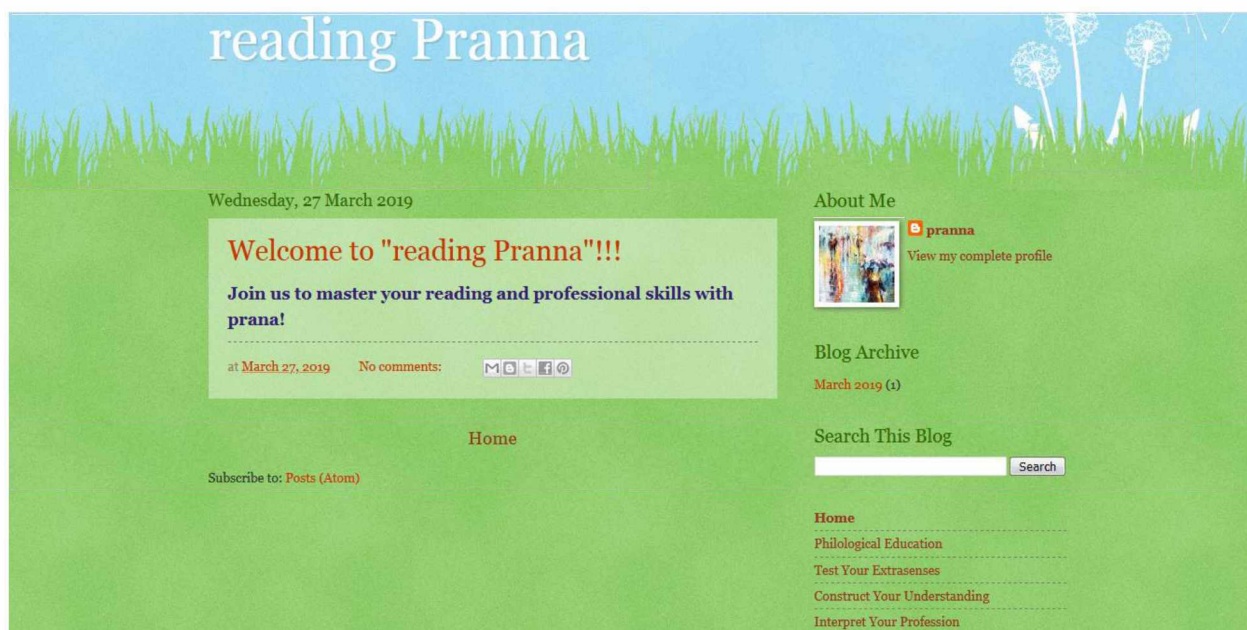 reading Pranna
Wednesday, 27 March 2019
Welcome to "reading Pranna"!!!
Join us to master your reading and professional skills with
prana!
at March 27, 2019 No comments:
Home
Subscribe to: Posts (Atom)
About Me
pranna
View my complete profile
Blog Archive
March 2019 (1)
Search This Blog
Search
Home
Philological Education
Test Your Extrasenses
Construct Your Understanding
Interpret Your Profession